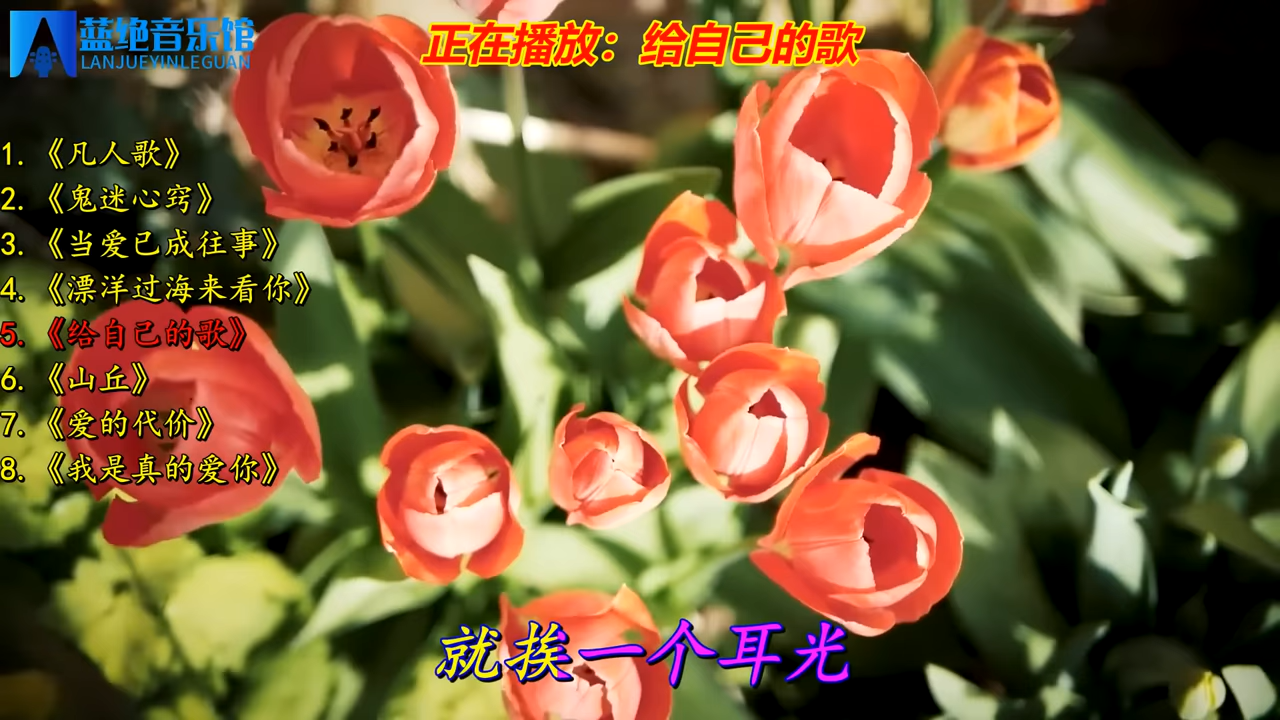 蓝绝音乐馆
LANJUEYINLEGUAN
正在播放：给自己的歌
1. 《凡人歌》
2. 《鬼迷心窍》
3. 《当爱已成往事》
4. 《漂洋过海来看你》
5. 《给自己的歌》
6. 《山丘》
7. 《爱的代价》
8. 《我是真的爱你》
就挨一个耳光